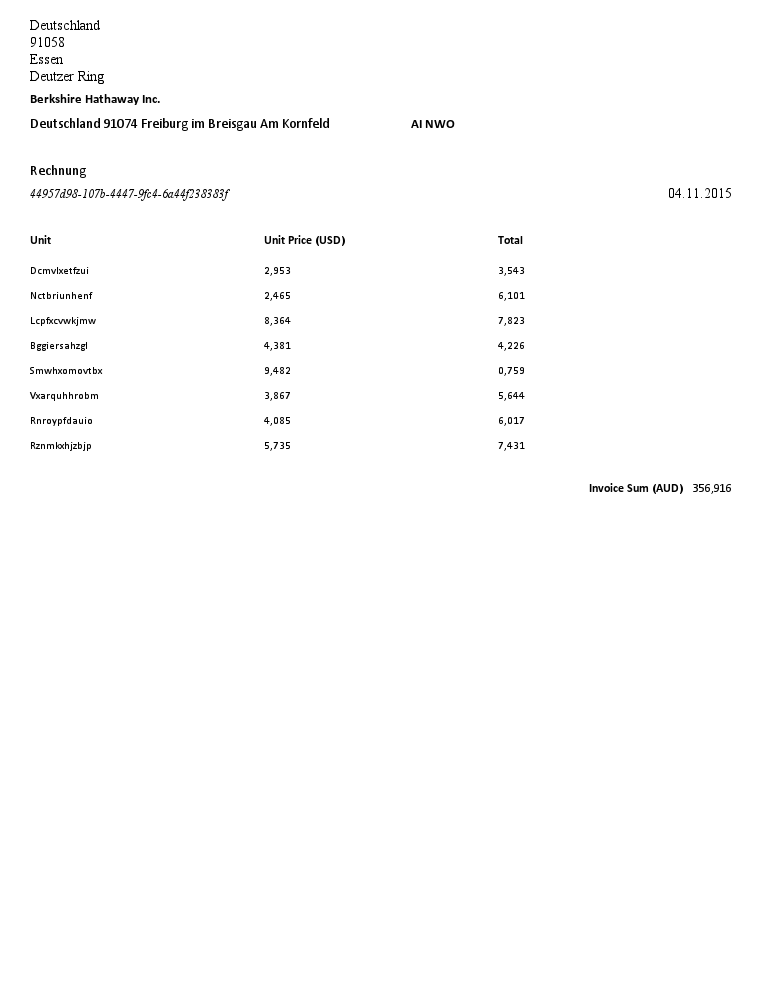 Deutschland
91058
Essen
Deutzer Ring
Berkshire Hathaway Inc.
Deutschland 91074 Freiburg im Breisgau Am Kornfeld AI NWO
Rechnung
44957d98-107b-4447-9fc4-6a44f238383f 04.11.2015
Unit Unit Price (USD) Total
Dcmvlxetfzui 2,953 3,543
Nctbriunhenf 2,465 6,101
Lcpfxcvwkjmw 8,364 7,823
Bggiersahzgl 4,381 4,226
Smwhxomovtbx 9,482 0,759
Vxarquhhrobm 3,867 5,644
Rnroypfdauio 4,085 6,017
Rznmkxhjzbjp 5,735 7,431
Invoice Sum (AUD) 356,916